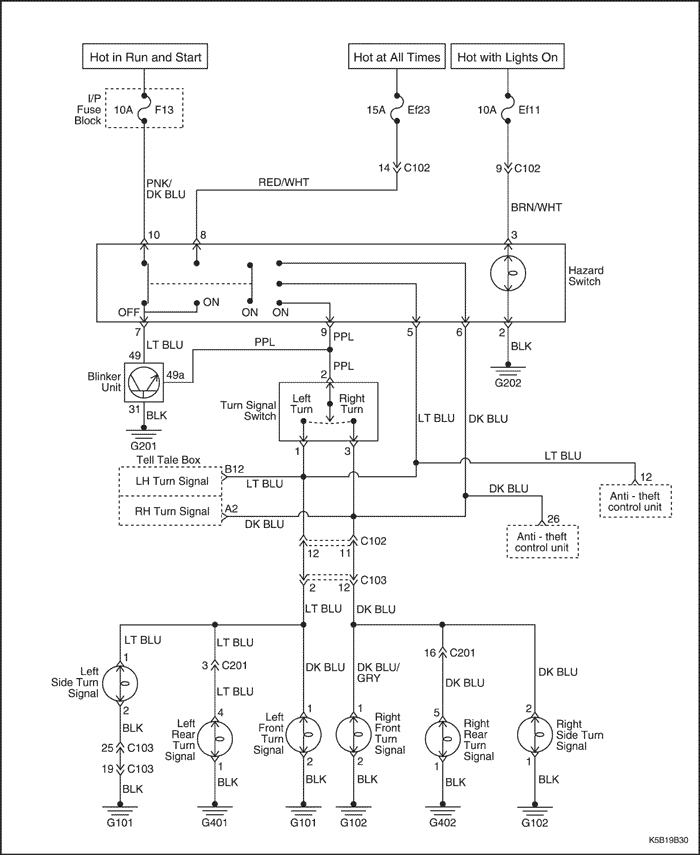 Hot in Run and Start
Hot at All Times
Hot with Lights On
I/P
Fuse
Block
10A F13
15A Ef23
10A Ef11
14 C102
9 C102
PNK/
DK BLU
RED/WHT
BRN/WHT
10 8 3
Hazard
Switch
OFF ON ON ON
7 9 5 6 2
LT BLU
PPL
PPL
PPL
BLK
G202
49
49a
Blinker
Unit
31
BLK
G201
2
Turn Signal
Switch
Left
Turn
Right
Turn
1 3
LT BLU
DK BLU
Tell Tale Box
LH Turn Signal
B12
LT BLU
RH Turn Signal
A2
DK BLU
LT BLU
12
Anti - theft
control unit
DK BLU
26
Anti - theft
control unit
12 11 C102
2 12 C103
LT BLU
DK BLU
LT BLU
1
Left
Side Turn
Signal
2
BLK
25 C103
19 C103
BLK
G101
LT BLU
3 C201
LT BLU
4
Left
Rear
Turn
Signal
1
BLK
G401
DK BLU
1
Left
Front
Turn
Signal
2
BLK
G101
DK BLU/
GRY
1
Right
Front
Turn
Signal
2
BLK
G102
16 C201
DK BLU
5
Right
Rear
Turn
Signal
1
BLK
G402
DK BLU
2
Right
Side Turn
Signal
1
BLK
G102
K5B19B30